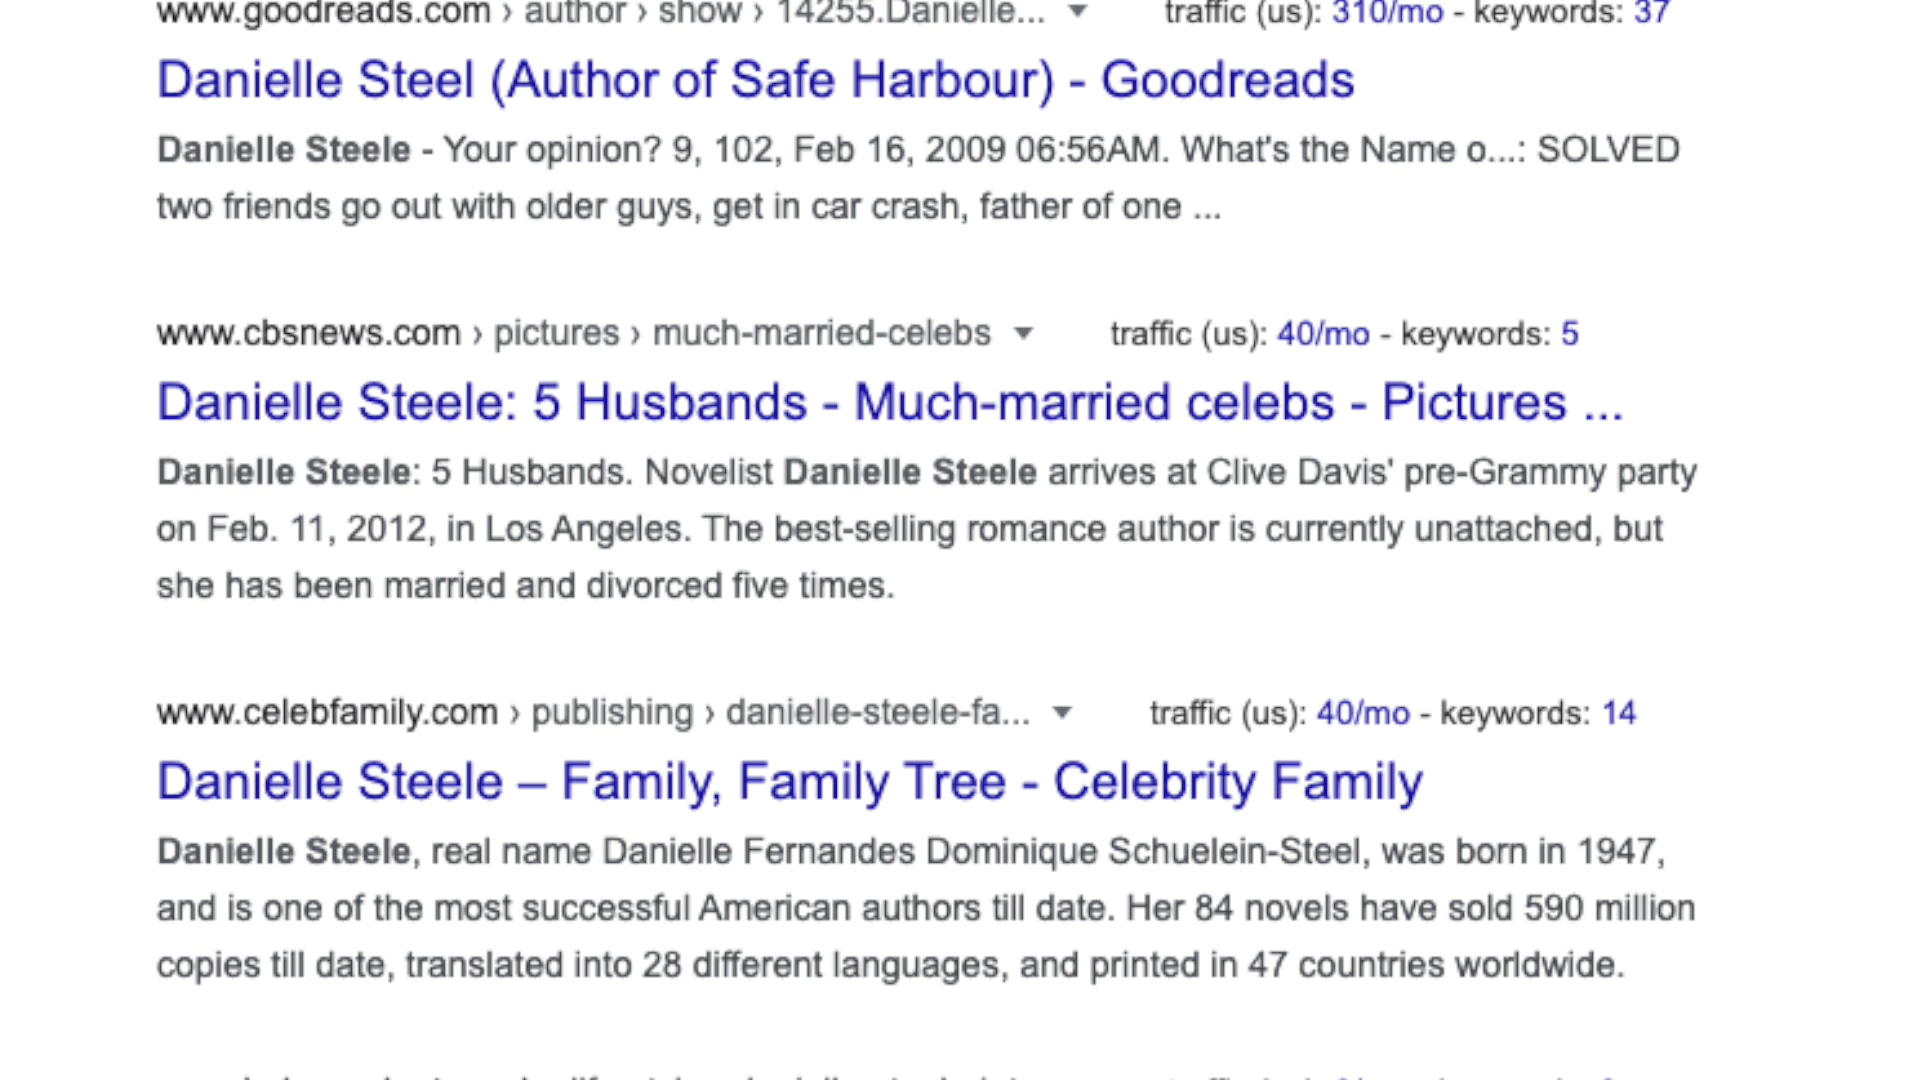 www.goodreads.com › author › show › 14255.Danielle... traffic (us): 310/mo - keywords: 37
Danielle Steel (Author of Safe Harbour) - Goodreads
Danielle Steele - Your opinion? 9, 102, Feb 16, 2009 06:56AM. What's the Name o...: SOLVED
two friends go out with older guys, get in car crash, father of one ...
www.cbsnews.com › pictures › much-married-celebs traffic (us): 40/mo - keywords: 5
Danielle Steele: 5 Husbands - Much-married celebs - Pictures ...
Danielle Steele: 5 Husbands. Novelist Danielle Steele arrives at Clive Davis' pre-Grammy party
on Feb. 11, 2012, in Los Angeles. The best-selling romance author is currently unattached, but
she has been married and divorced five times.
www.celebfamily.com › publishing › danielle-steele-fa... traffic (us): 40/mo - keywords: 14
Danielle Steele – Family, Family Tree - Celebrity Family
Danielle Steele, real name Danielle Fernandes Dominique Schuelein-Steel, was born in 1947,
and is one of the most successful American authors till date. Her 84 novels have sold 590 million
copies till date, translated into 28 different languages, and printed in 47 countries worldwide.